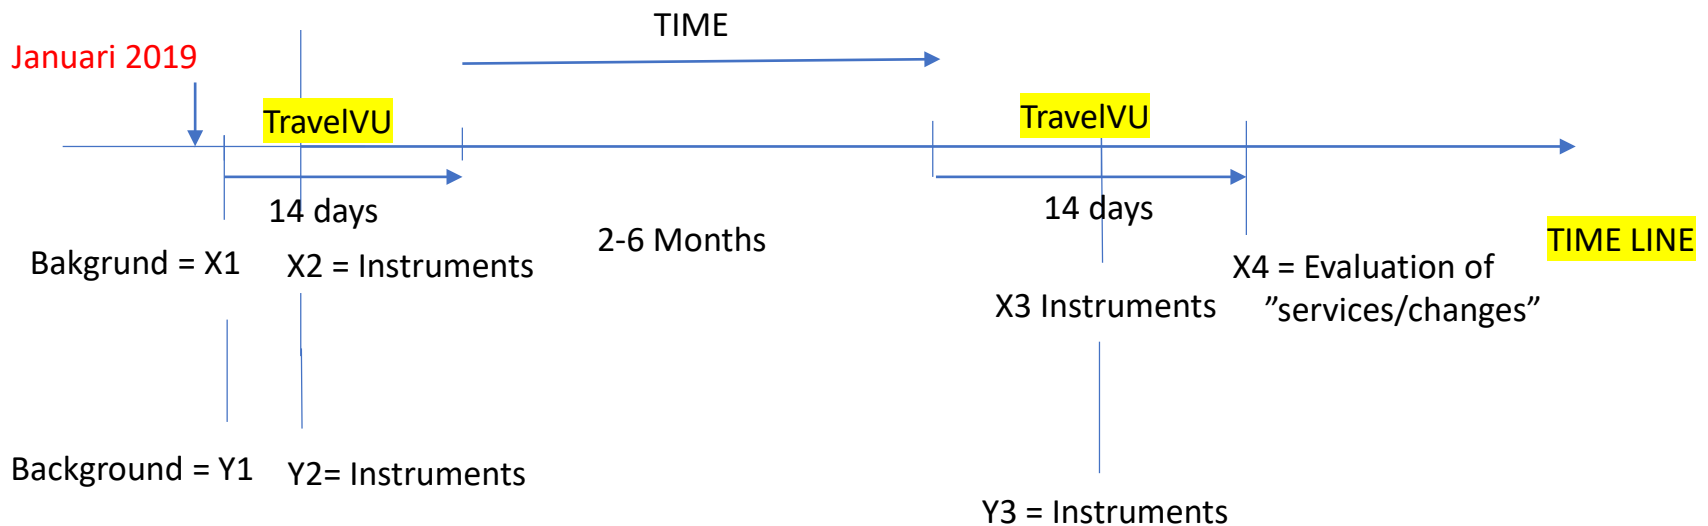 TIME
Januari 2019
TravelVU
TravelVU
14 days
14 days
2-6 Months
TIME LINE
Bakgrund = X1
X2 = Instruments
X3 Instruments
X4 = Evaluation of
”services/changes”
Background = Y1
Y2= Instruments
Y3 = Instruments